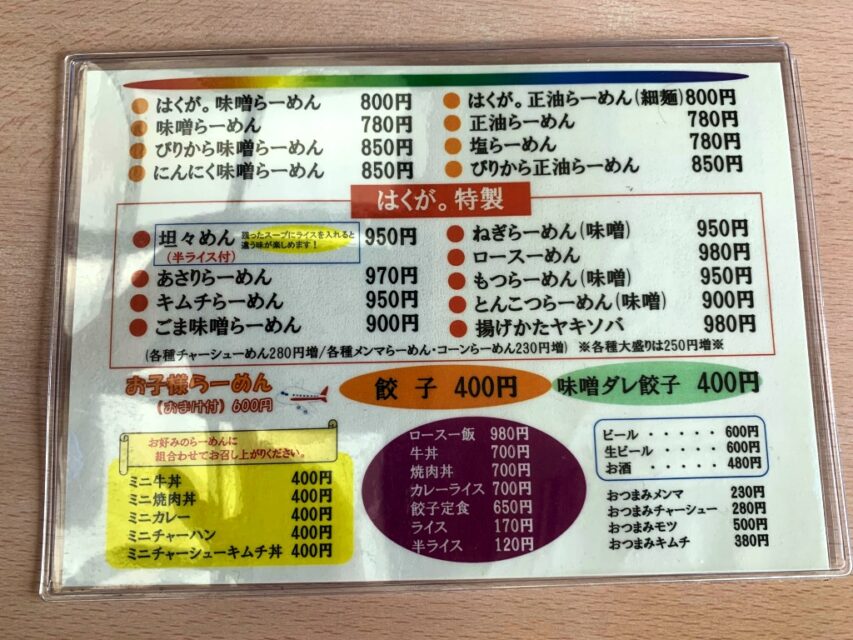 はくが。味噌らーめん 800円
味噌らーめん 780円
ぴりから味噌らーめん 850円
にんにく味噌らーめん 850円
はくが。正油らーめん(細麺) 800円
正油らーめん 780円
塩らーめん 780円
ぴりから正油らーめん 850円
はくが。特製
坦々めん 残ったスープにライスを入れると 950円
(半ライス付) 違う味が楽しめます!
あさりらーめん 970円
キムチらーめん 950円
ごま味噌らーめん 900円
ねぎらーめん(味噌) 950円
ロースーめん 980円
もつらーめん(味噌) 950円
とんこつらーめん(味噌) 900円
揚げかたヤキソバ 980円
(各種チャーシューめん280円増/各種メンマらーめん・コーンらーめん230円増) ※各種大盛りは250円増※
お子様らーめん
(おまけ付) 600円
餃子 400円
味噌ダレ餃子 400円
お好みのらーめんに
組合わせてお召し上がりください。
ミニ牛丼 400円
ミニ焼肉丼 400円
ミニカレー 400円
ミニチャーハン 400円
ミニチャーシューキムチ丼 400円
ロースー飯 980円
牛丼 700円
焼肉丼 700円
カレーライス 700円
餃子定食 650円
ライス 170円
半ライス 120円
ビール ・・・・・ 600円
生ビール ・・・・ 600円
お酒 ・・・・・・ 480円
おつまみメンマ 230円
おつまみチャーシュー 280円
おつまみモツ 500円
おつまみキムチ 380円